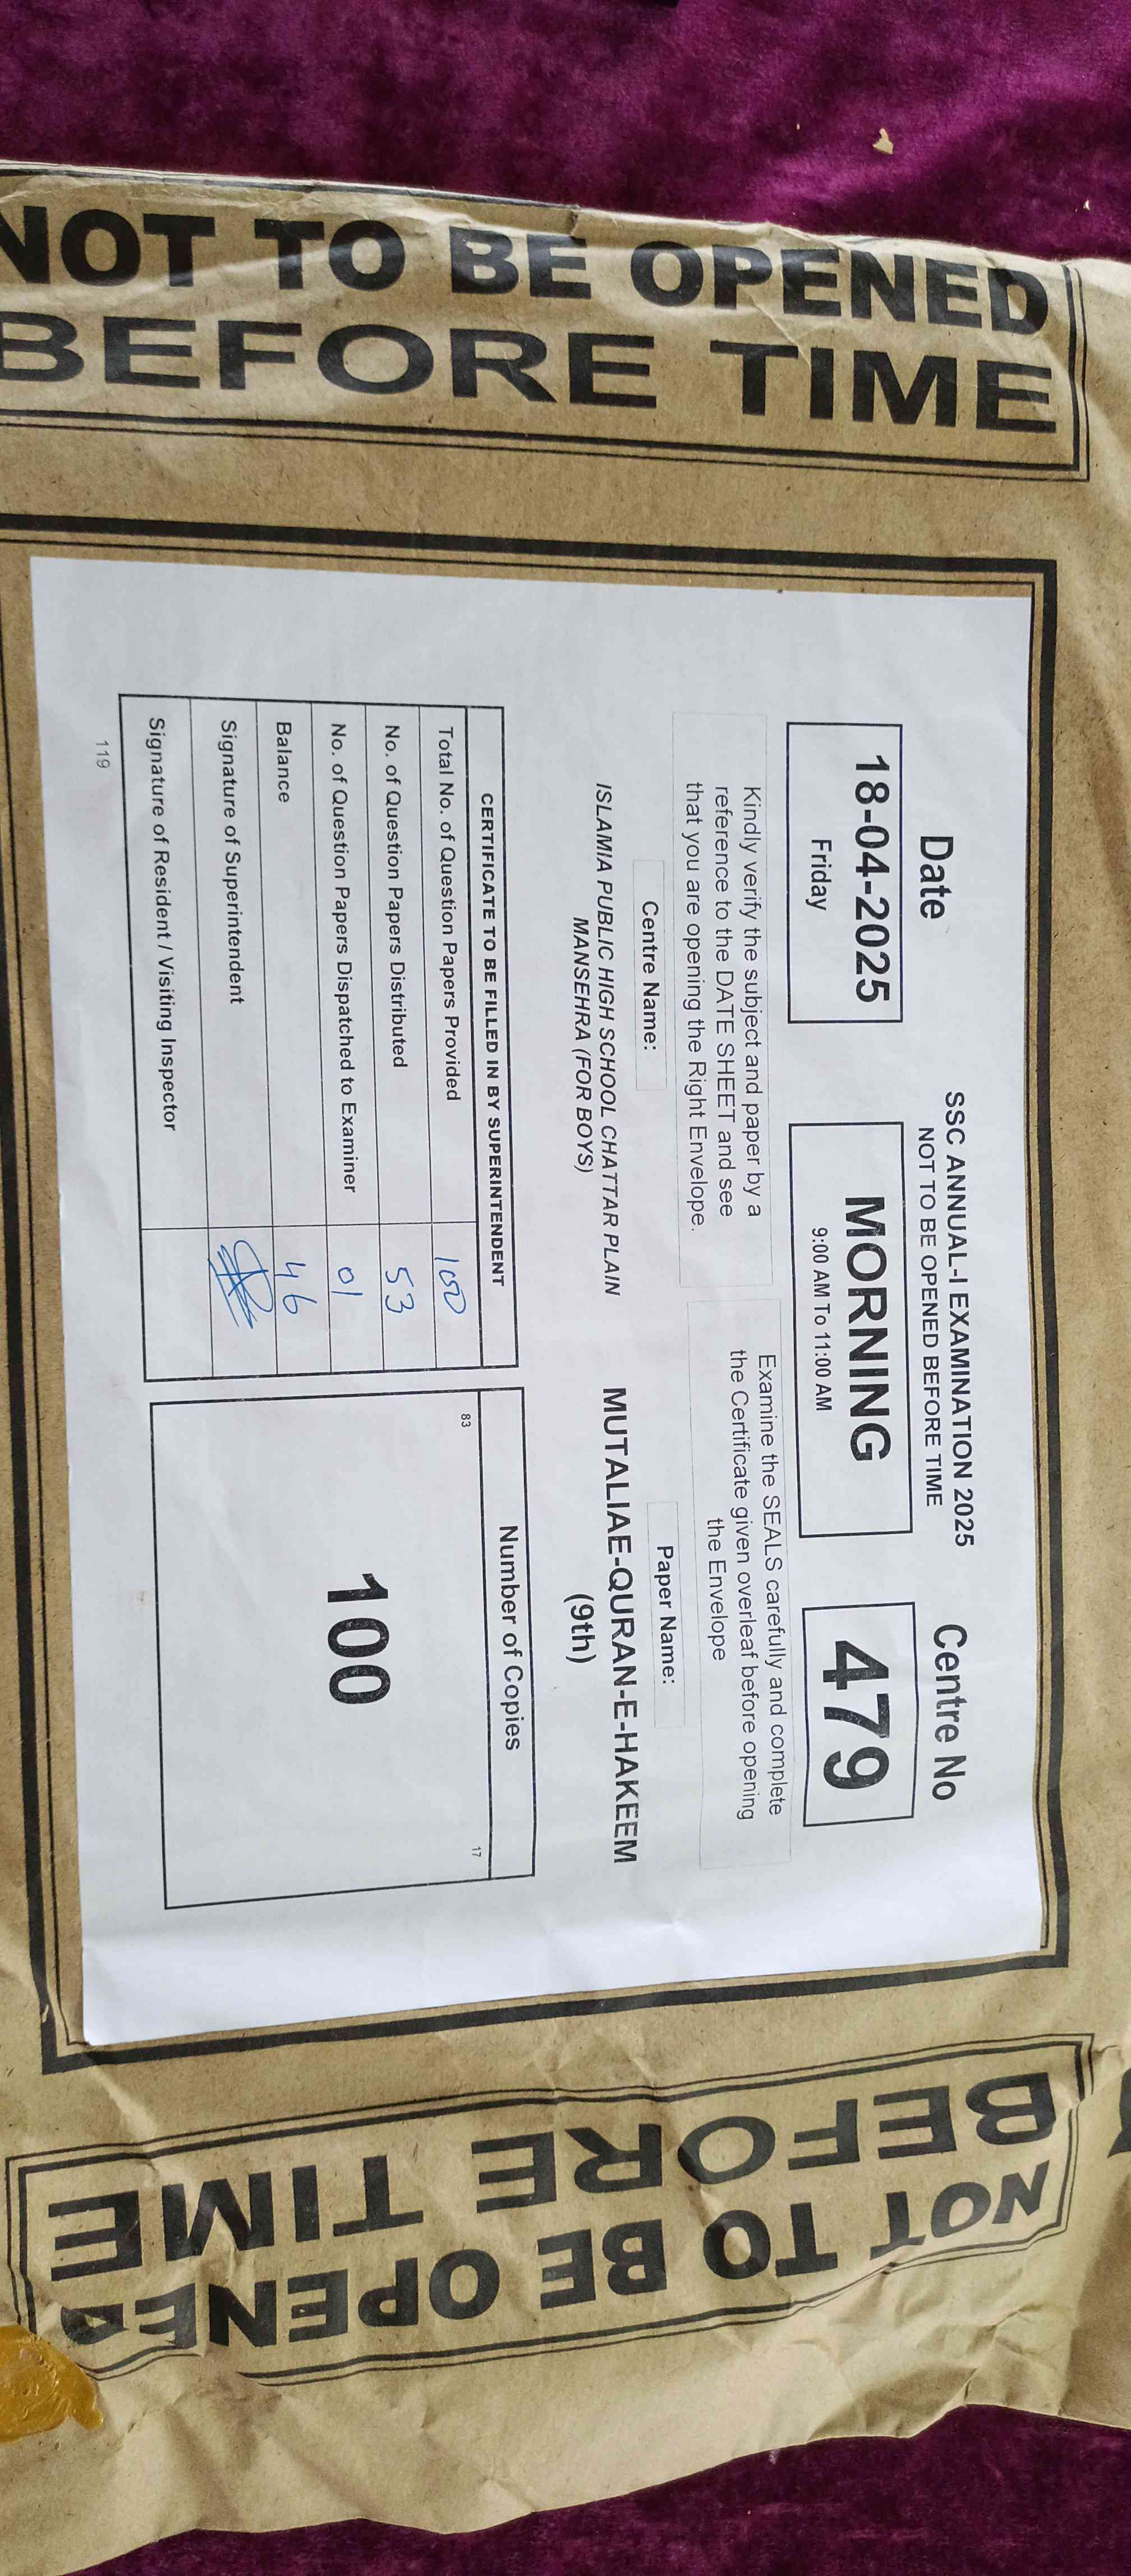 NOT TO BE OPENED
BEFORE TIME
SSC ANNUAL-I EXAMINATION 2025
NOT TO BE OPENED BEFORE TIME
Date
18-04-2025
Friday
MORNING
9:00 AM To 11:00 AM
Centre No
479
Kindly verify the subject and paper by a
reference to the DATE SHEET and see
that you are opening the Right Envelope.
Examine the SEALS carefully and complete
the Certificate given overleaf before opening
the Envelope
Centre Name:
ISLAMIA PUBLIC HIGH SCHOOL CHATTAR PLAIN
MANSEHRA (FOR BOYS)
Paper Name:
MUTALIAE-QURAN-E-HAKEEM
(9th)
CERTIFICATE TO BE FILLED IN BY SUPERINTENDENT
Total No. of Question Papers Provided 100
No. of Question Papers Distributed 53
No. of Question Papers Dispatched to Examiner 01
Balance 46
Signature of Superintendent
Signature of Resident / Visiting Inspector
119
Number of Copies
83
17
100
NOT TO BE OPENED
BEFORE TIME